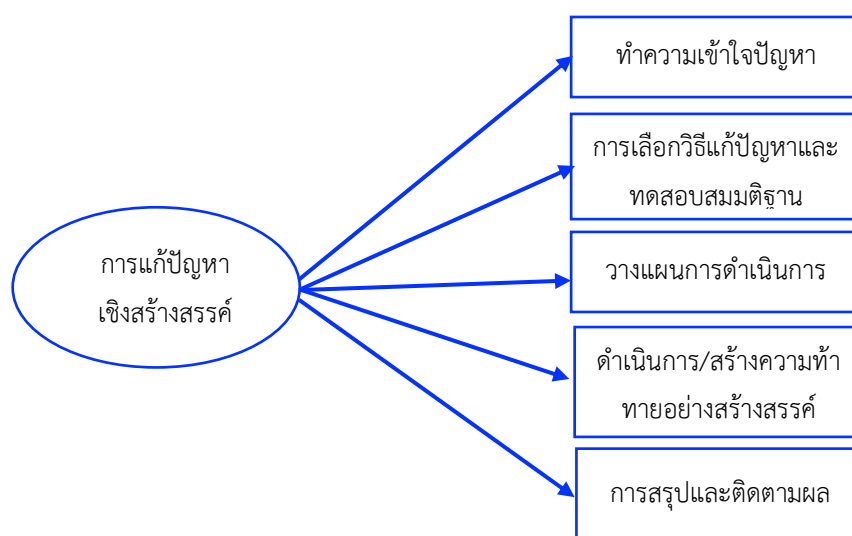 ทำความเข้าใจปัญหา
การเลือกวิธีแก้ปัญหาและ
ทดสอบสมมติฐาน
การแก้ปัญหา
เชิงสร้างสรรค์
วางแผนการดำเนินการ
ดำเนินการ/สร้างความท้า
ทายอย่างสร้างสรรค์
การสรุปและติดตามผล